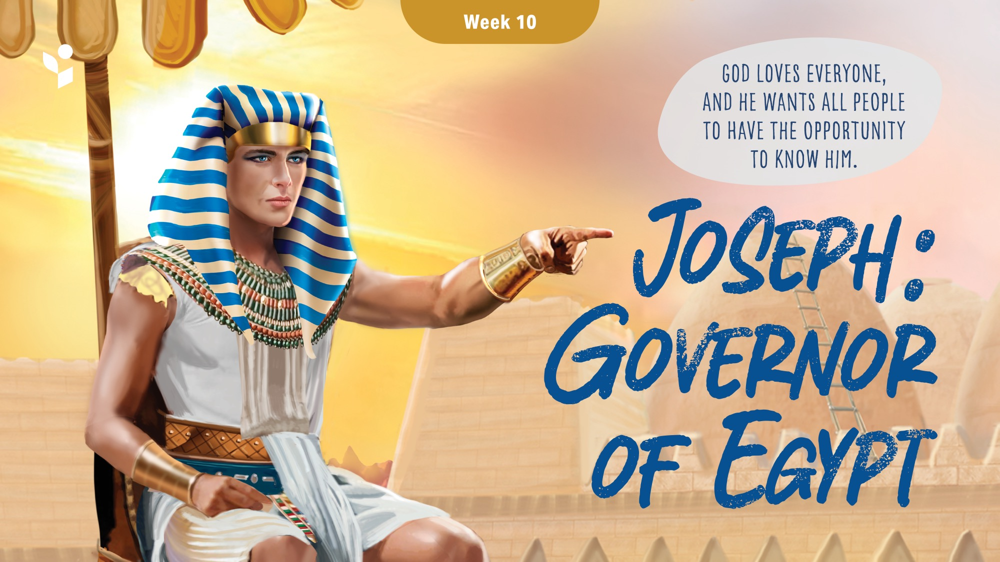 Week 10
GOD LOVES EVERYONE,
AND HE WANTS ALL PEOPLE
TO HAVE THE OPPORTUNITY
TO KNOW HIM.
JOSEPH:
GOVERNOR
OF EGYPT